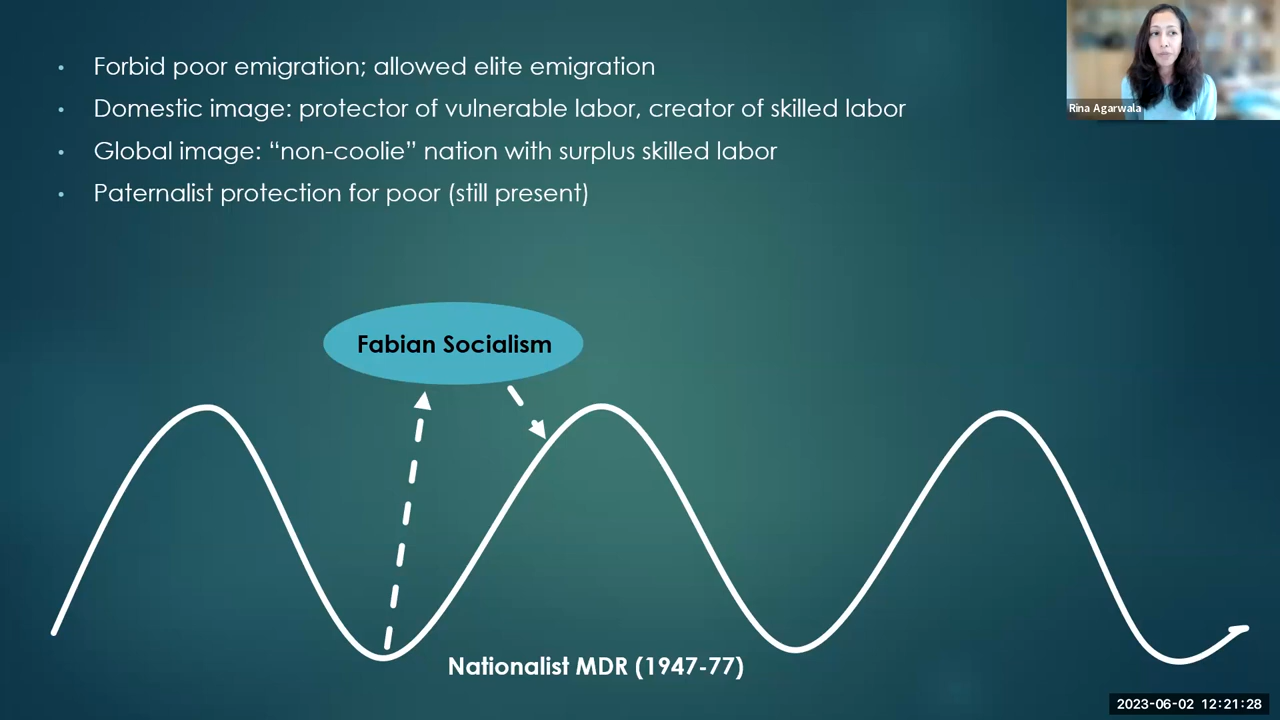 • Forbid poor emigration; allowed elite emigration
• Domestic image: protector of vulnerable labor, creator of skilled labor
• Global image: “non-coolie” nation with surplus skilled labor
• Paternalist protection for poor (still present)
Rina Agarwala
Fabian Socialism
Nationalist MDR (1947-77)
2023-06-02 12:21:28